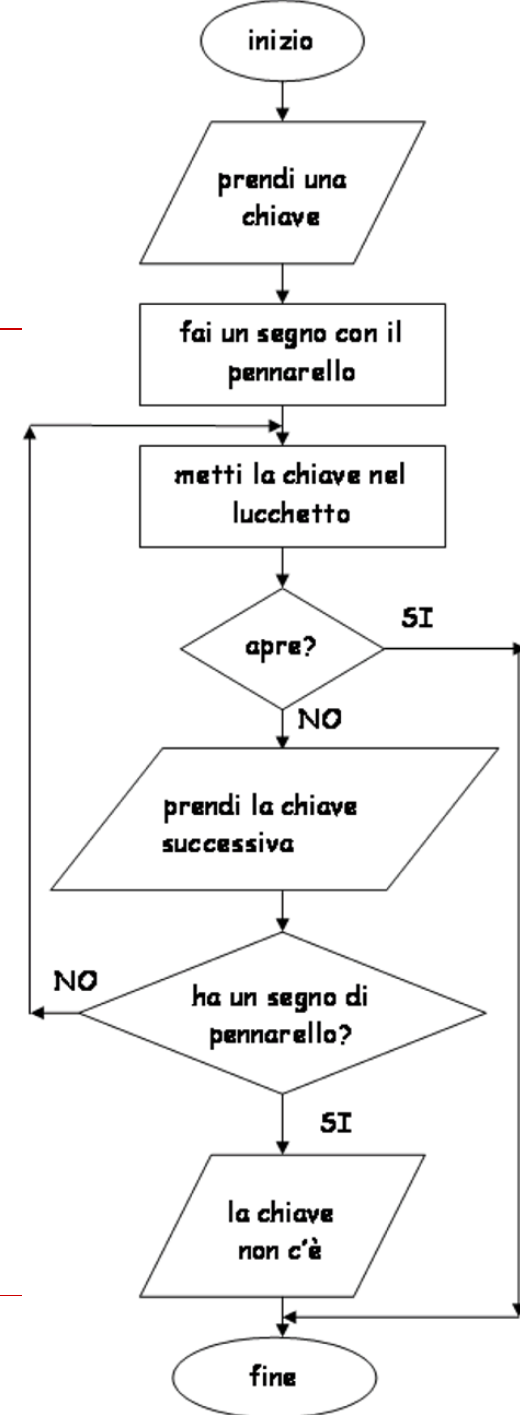 inizio
prendi una
chiave
fai un segno con il
pennarello
metti la chiave nel
lucchetto
apre?
SI
NO
prendi la chiave
successiva
NO
ha un segno di
pennarello?
SI
la chiave
non c'è
fine